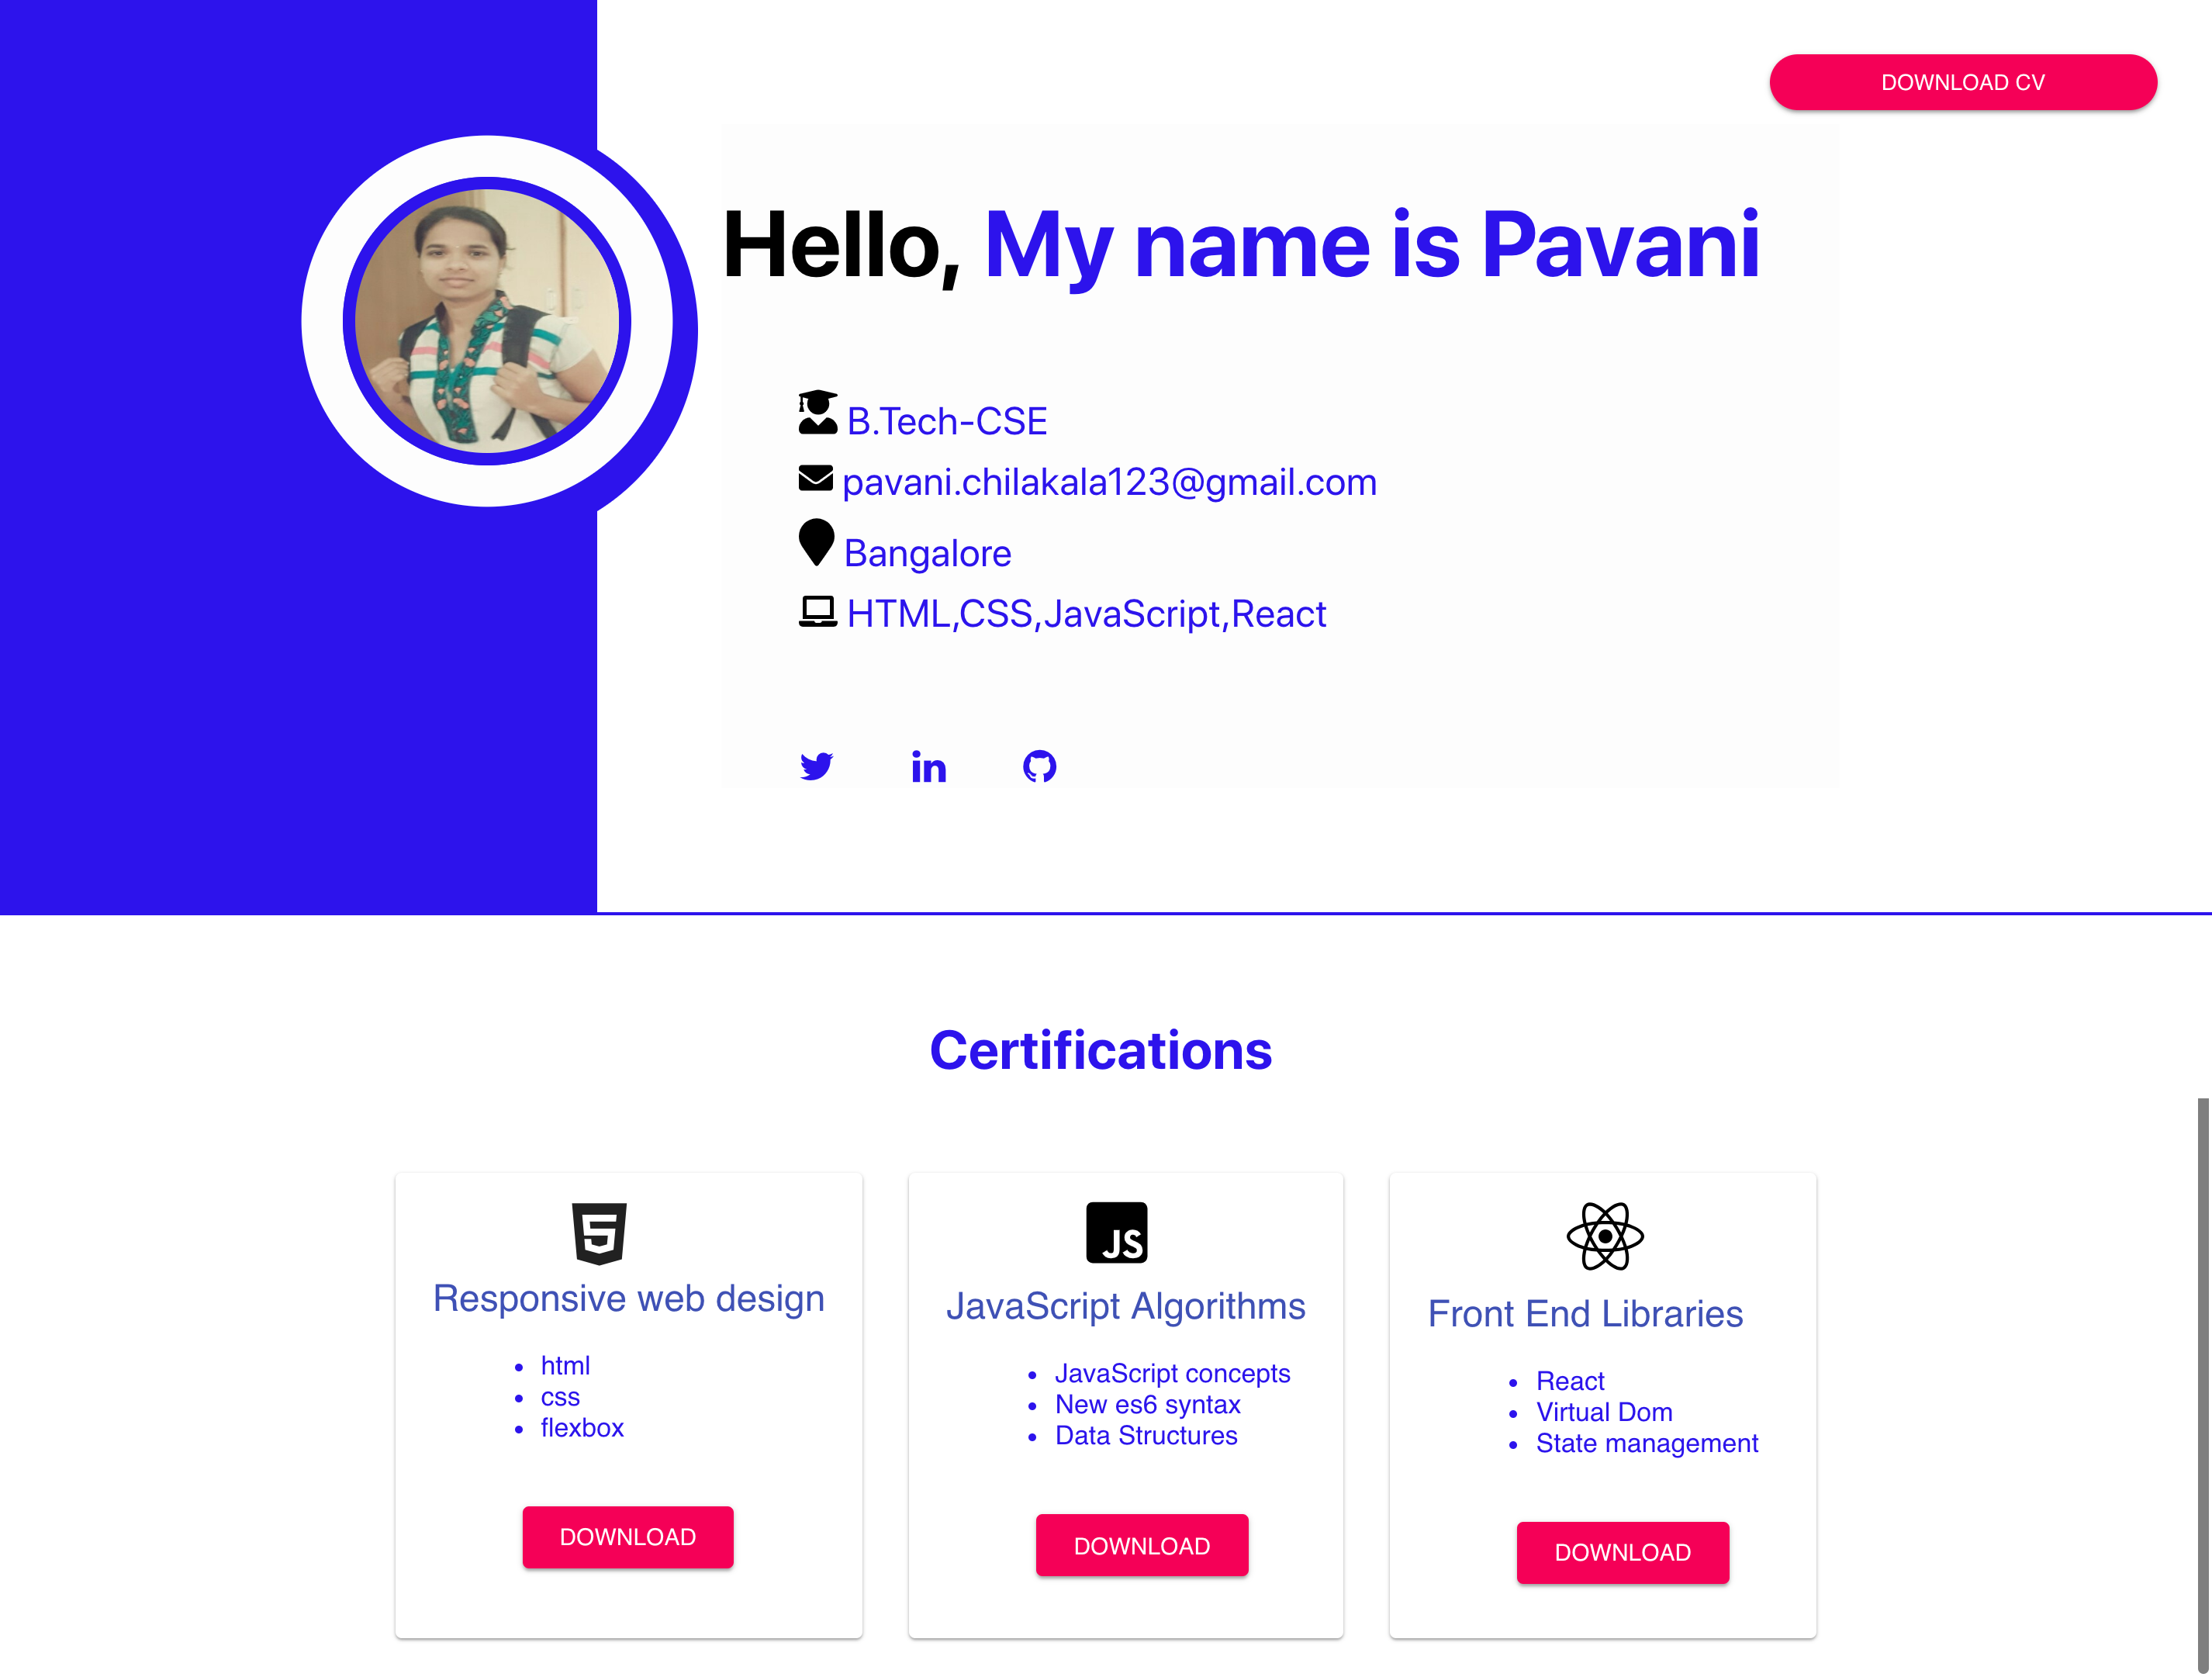 DOWNLOAD CV
Hello, My name is Pavani
B.Tech-CSE
pavani.chilakala123@gmail.com
Bangalore
HTML,CSS,JavaScript,React
in
Certifications
5
Responsive web design
html
css
flexbox
DOWNLOAD
JS
JavaScript Algorithms
JavaScript concepts
New es6 syntax
Data Structures
DOWNLOAD
Front End Libraries
React
Virtual Dom
State management
DOWNLOAD